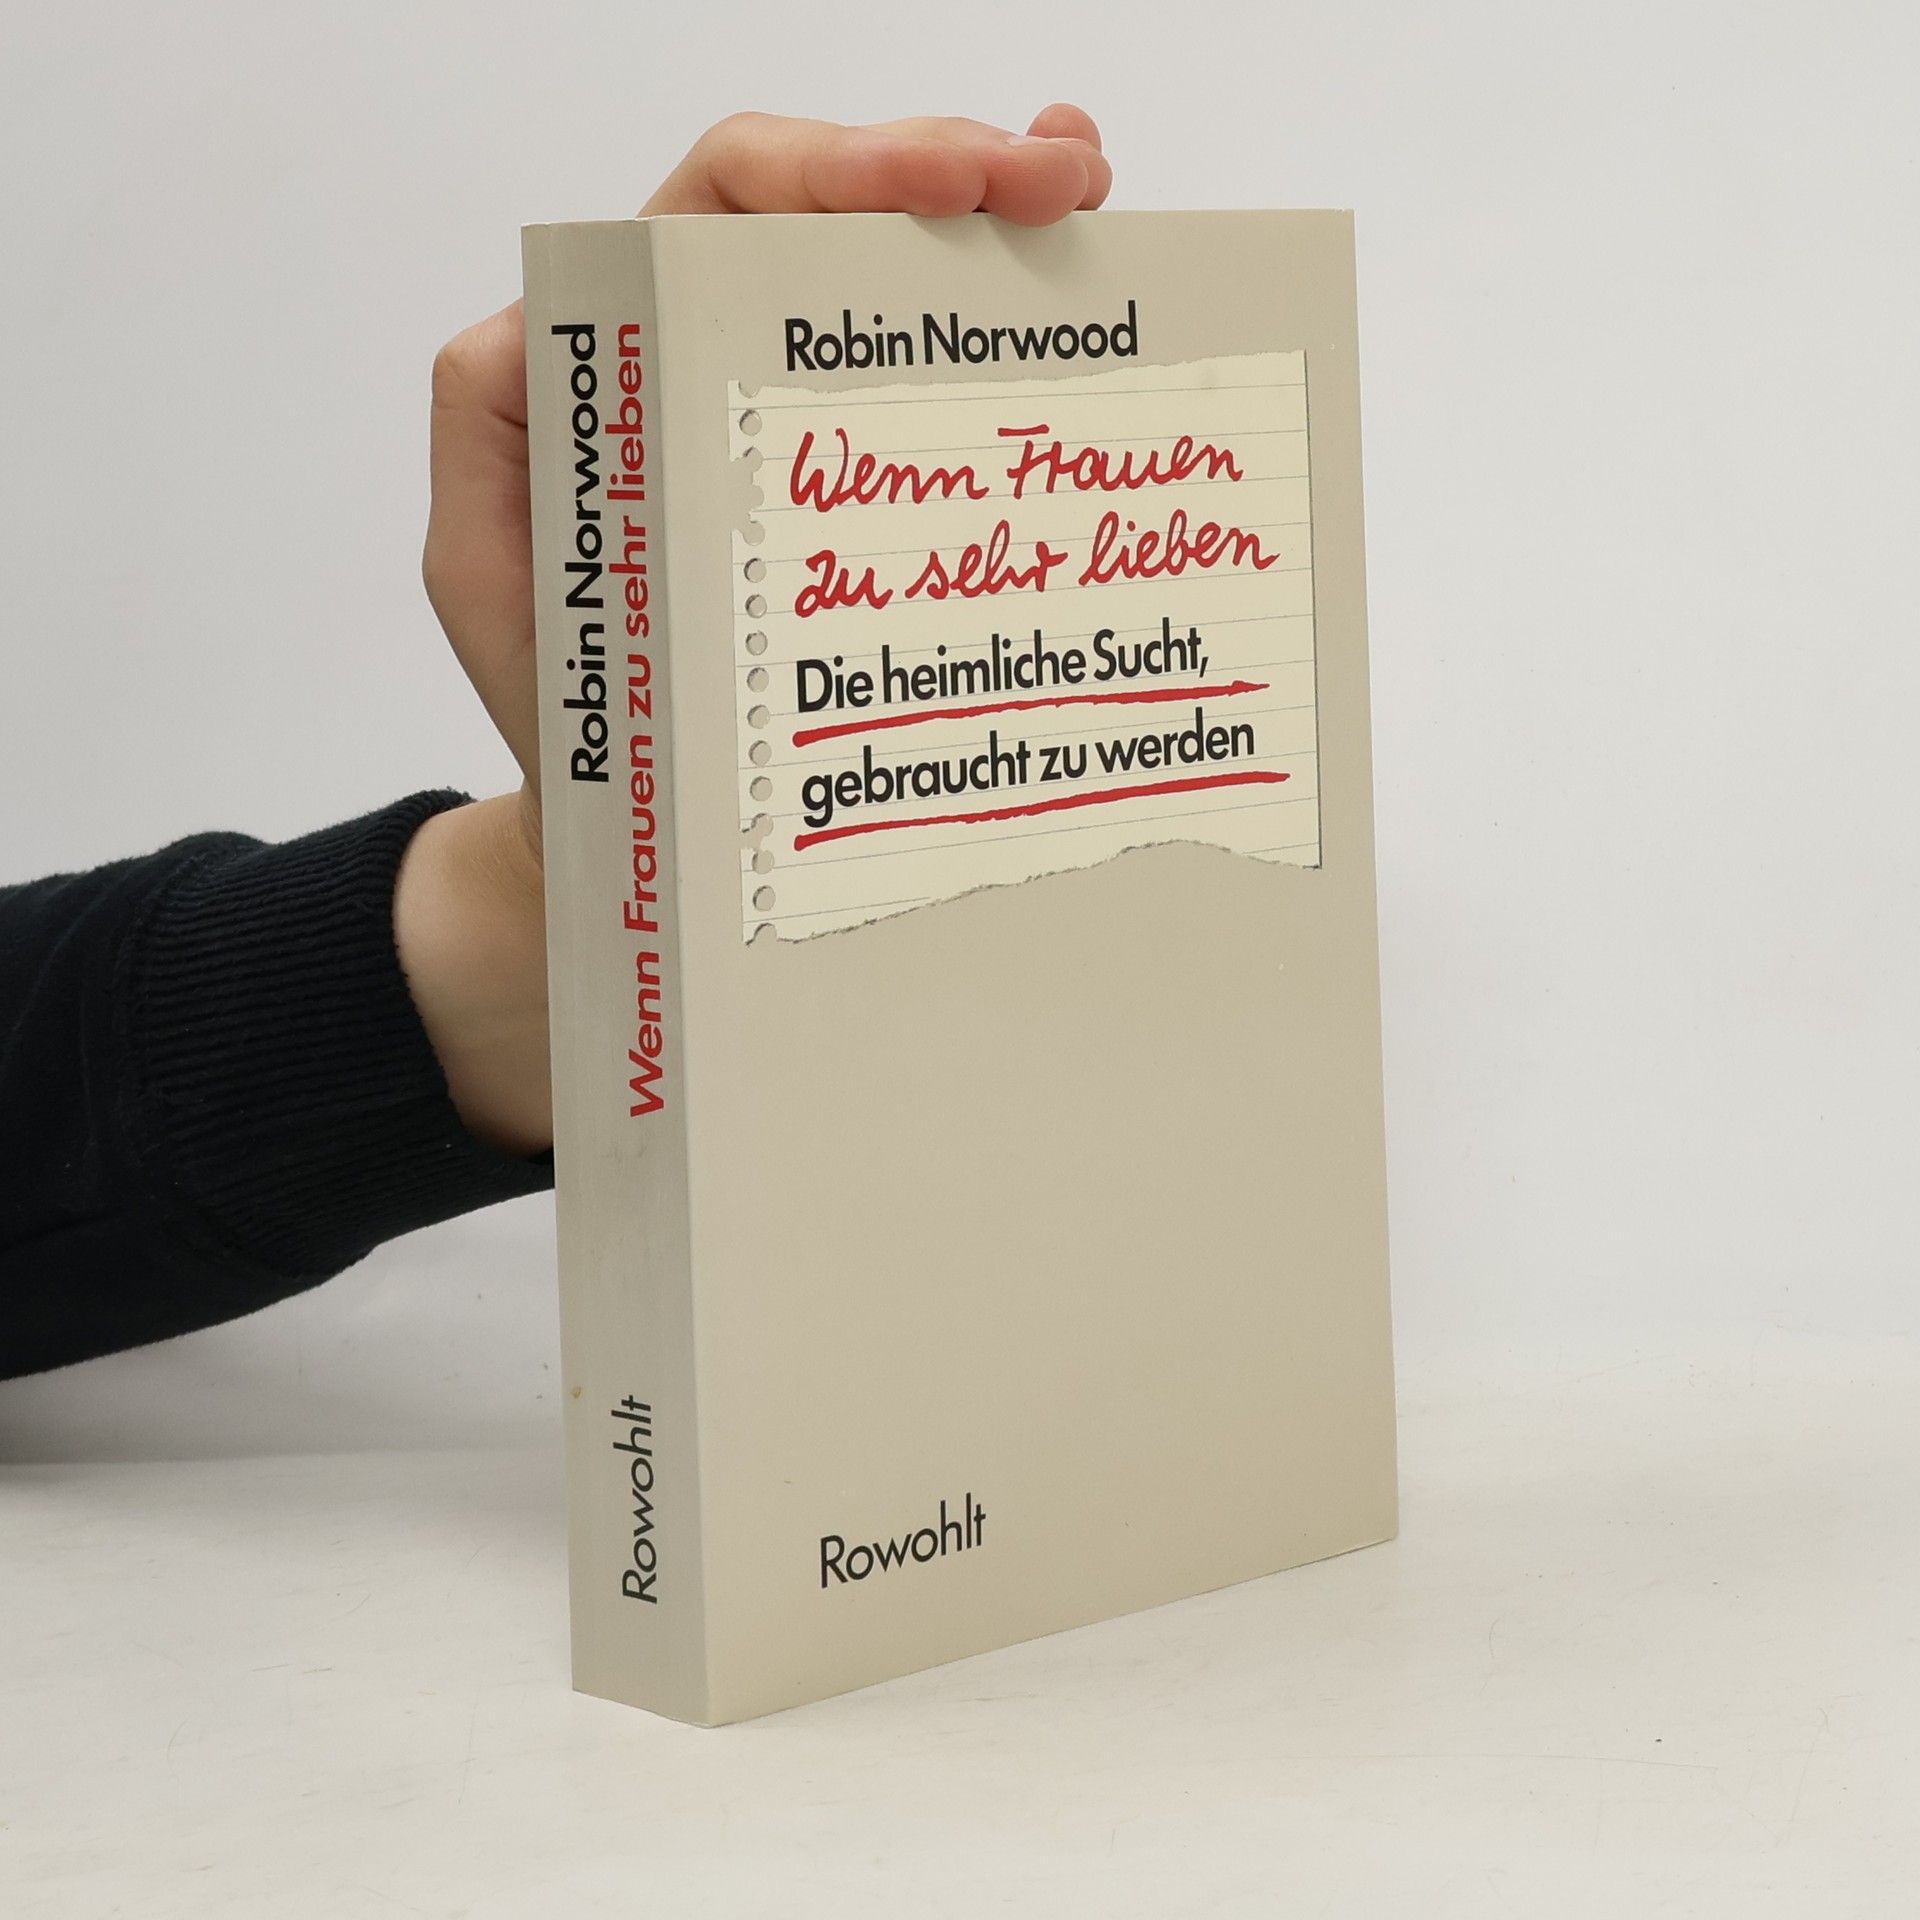 Robin Norwood
Wenn Frauen zu sehr lieben
Rowohlt
Robin Norwood
Wenn Frauen
zu sehr lieben
Die heimliche Sucht,
gebraucht zu werden
Rowohlt